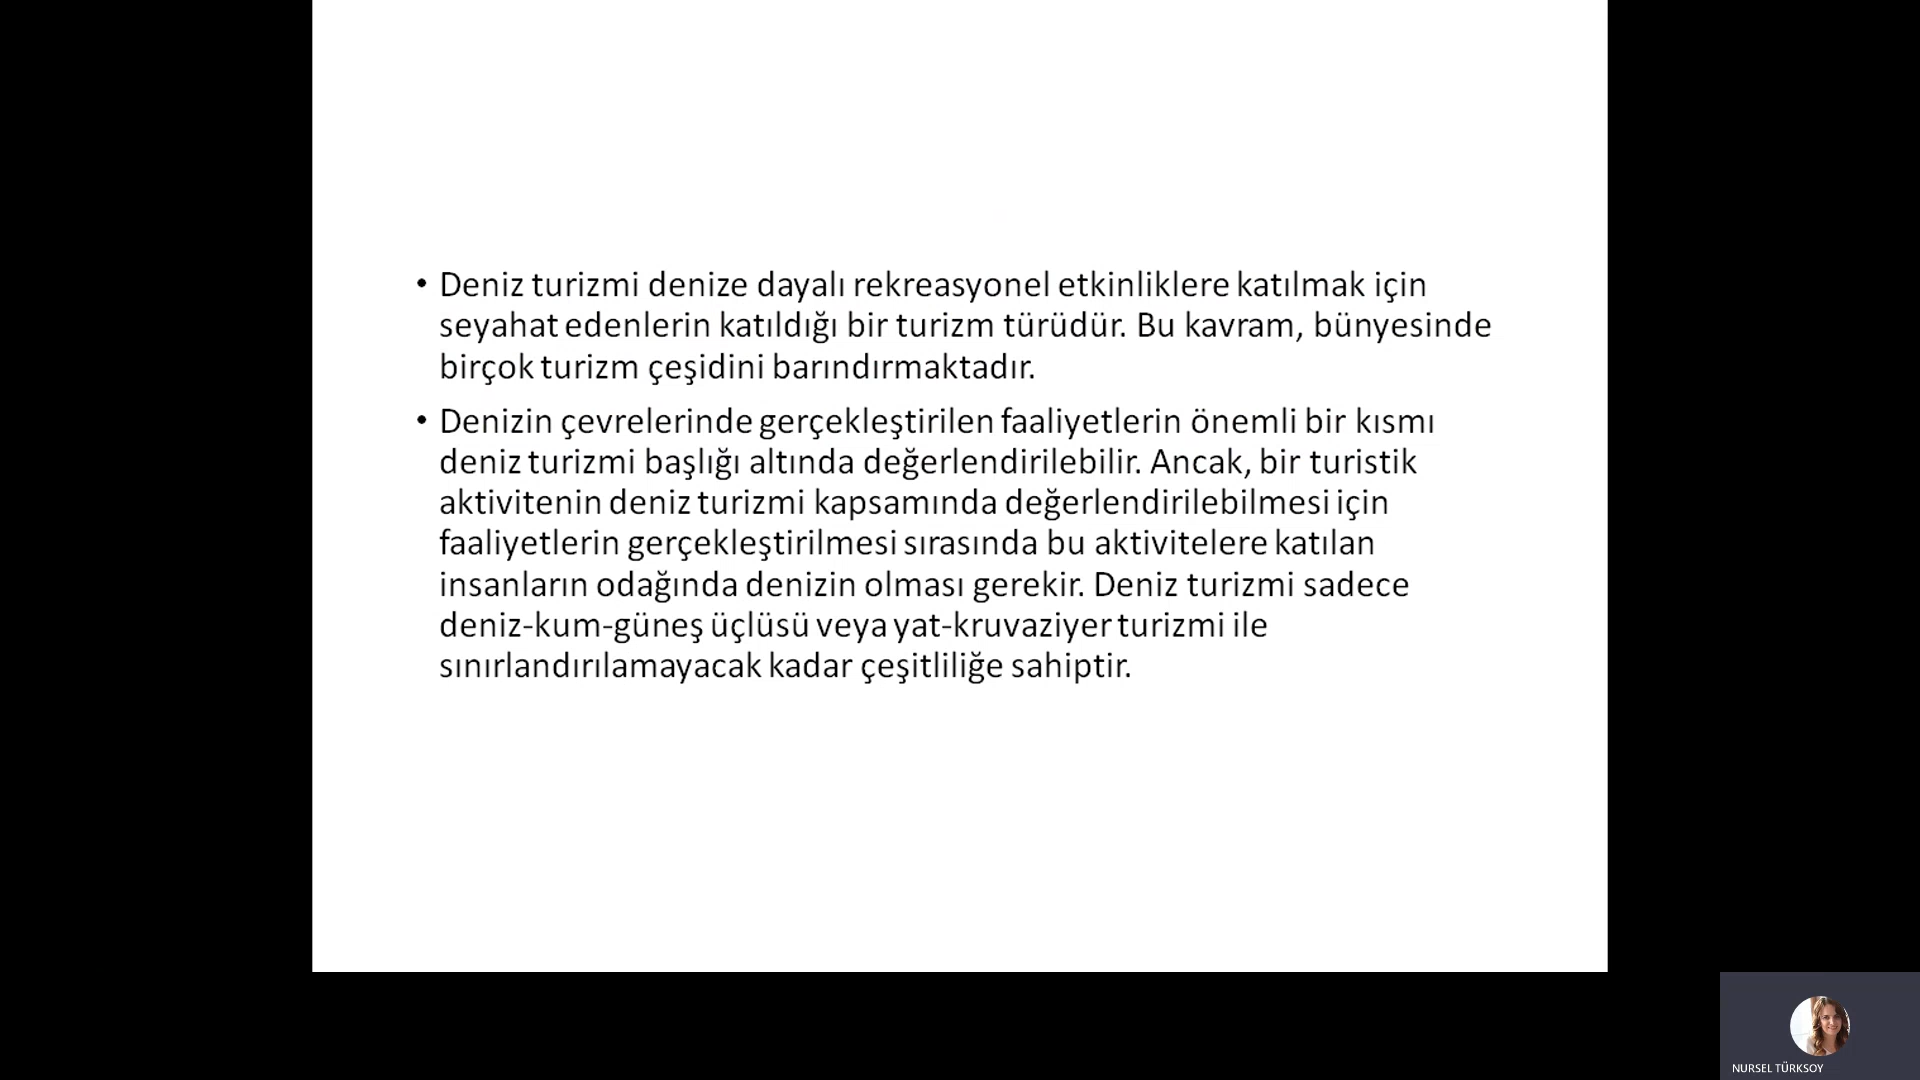 • Deniz turizmi denize dayalı rekreasyonel etkinliklere katılmak için
seyahat edenlerin katıldığı bir turizm türüdür. Bu kavram, bünyesinde
birçok turizm çeşidini barındırmaktadır.
• Denizin çevrelerinde gerçekleştirilen faaliyetlerin önemli bir kısmı
deniz turizmi başlığı altında değerlendirilebilir. Ancak, bir turistik
aktivitenin deniz turizmi kapsamında değerlendirilebilmesi için
faaliyetlerin gerçekleştirilmesi sırasında bu aktivitelere katılan
insanların odağında denizin olması gerekir. Deniz turizmi sadece
deniz-kum-güneş üçlüsü veya yat-kruvaziyer turizmi ile
sınırlandırılamayacak kadar çeşitliliğe sahiptir.
NURSEL TÜRKSOY